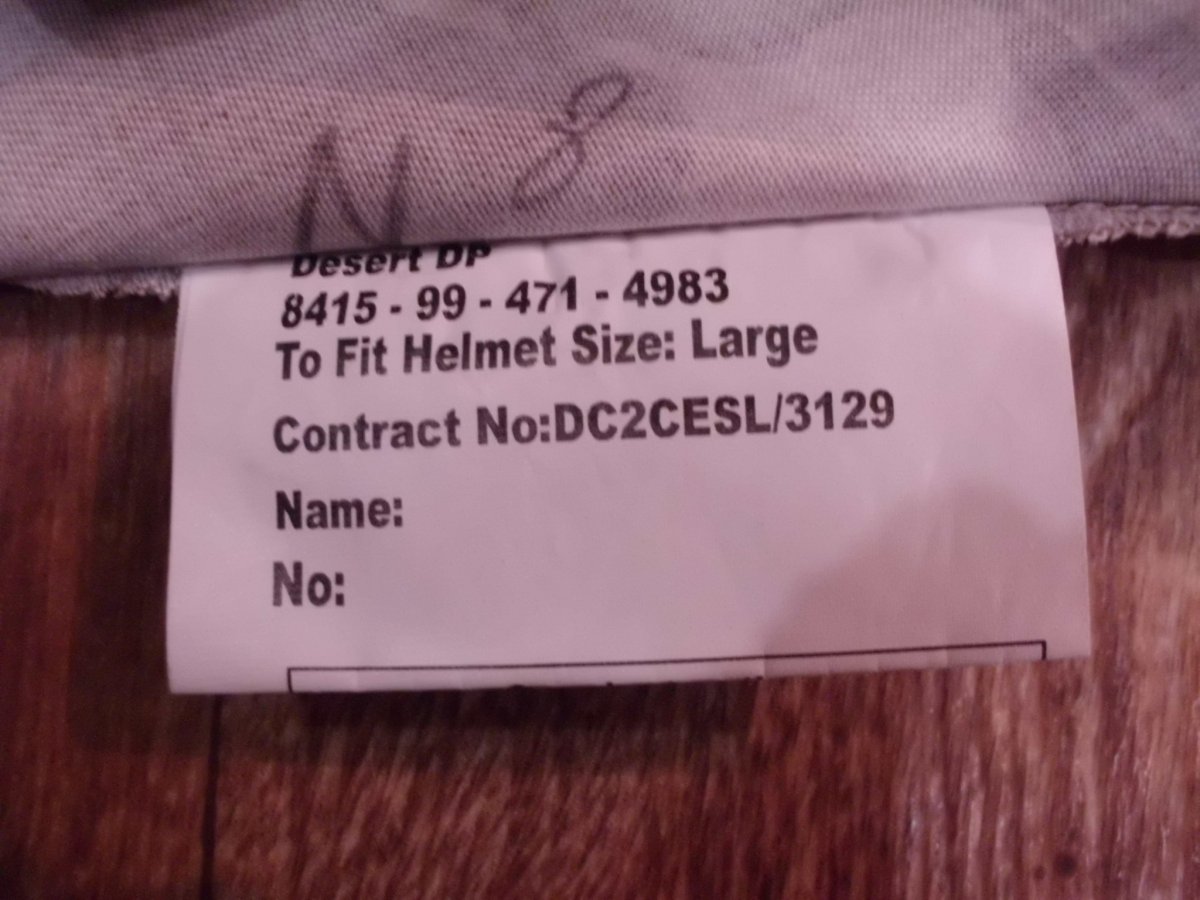 N 8
Desert DP
8415 - 99 - 471 - 4983
To Fit Helmet Size: Large
Contract No:DC2CESL/3129
Name:
No: